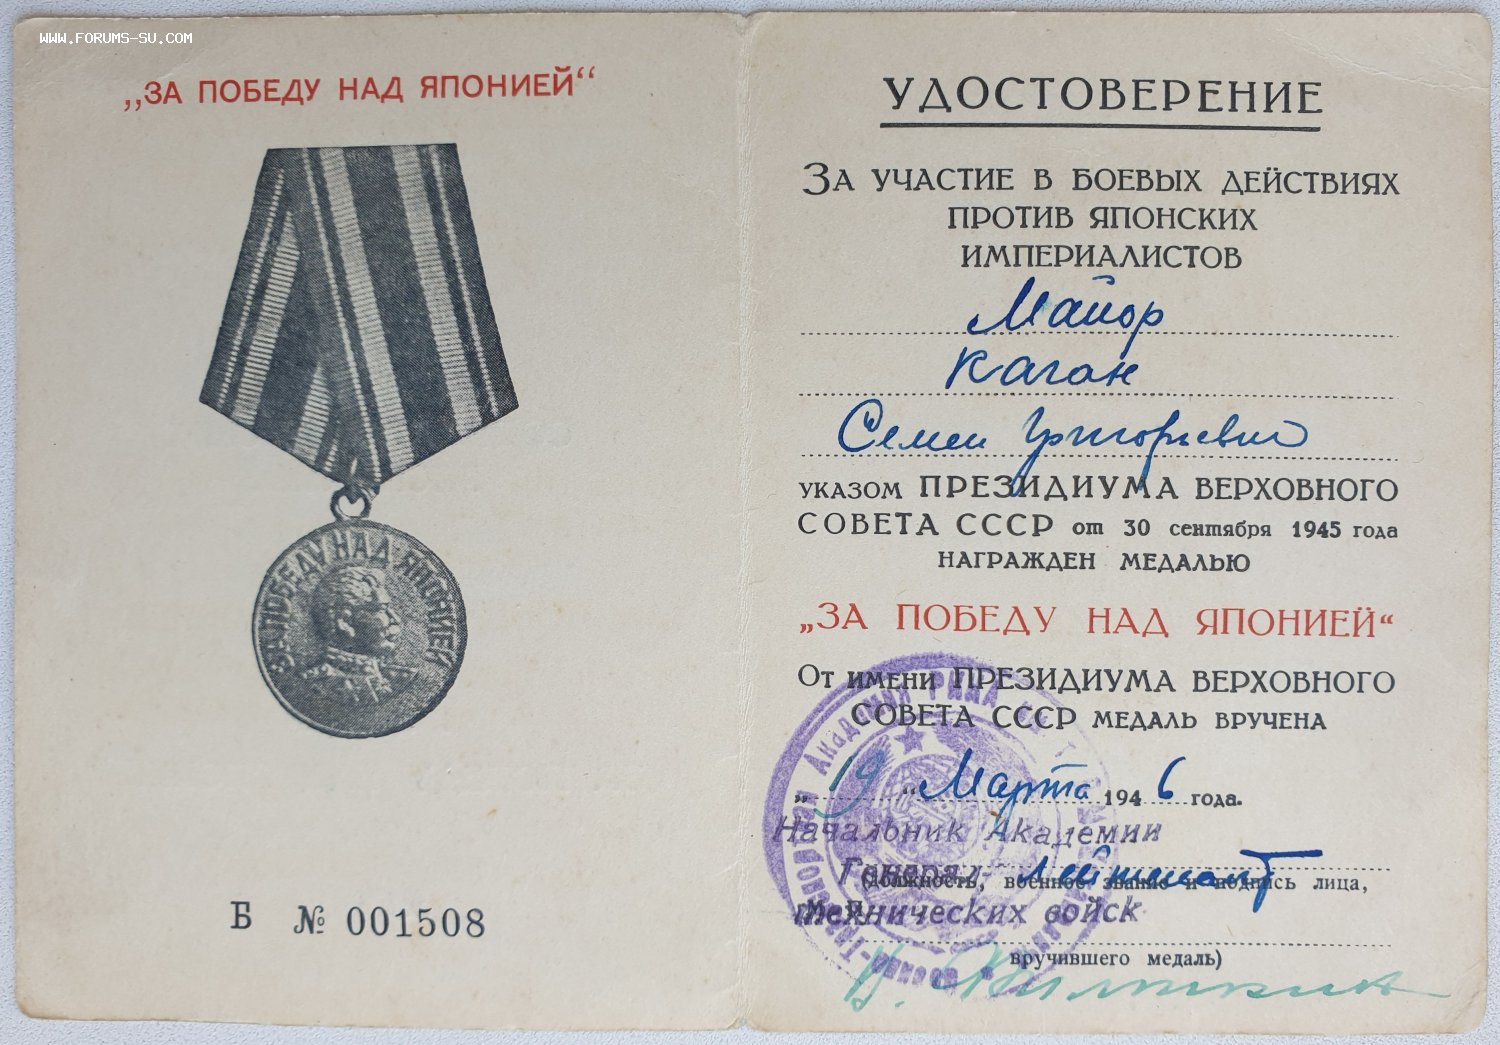 WWW.FORUMS-SU.COM
„ЗА ПОБЕДУ НАД ЯПОНИЕЙ“
ЗА ПОБЕДУ НАД ЯПОНИЕЙ
Б № 001508
УДОСТОВЕРЕНИЕ
ЗА УЧАСТИЕ В БОЕВЫХ ДЕЙСТВИЯХ
ПРОТИВ ЯПОНСКИХ
ИМПЕРИАЛИСТОВ
Майор
Каган
Семен Григорьевич
УКАЗОМ ПРЕЗИДИУМА ВЕРХОВНОГО
СОВЕТА СССР от 30 сентября 1945 года
НАГРАЖДЕН МЕДАЛЬЮ
„ЗА ПОБЕДУ НАД ЯПОНИЕЙ“
ОТ ИМЕНИ ПРЕЗИДИУМА ВЕРХОВНОГО
СОВЕТА СССР МЕДАЛЬ ВРУЧЕНА
„19“ Марта 1946 года.
Начальник Академии
Генерал-Лейтенант
(должность, военное звание и подпись лица,
технических войск
вручившего медаль)